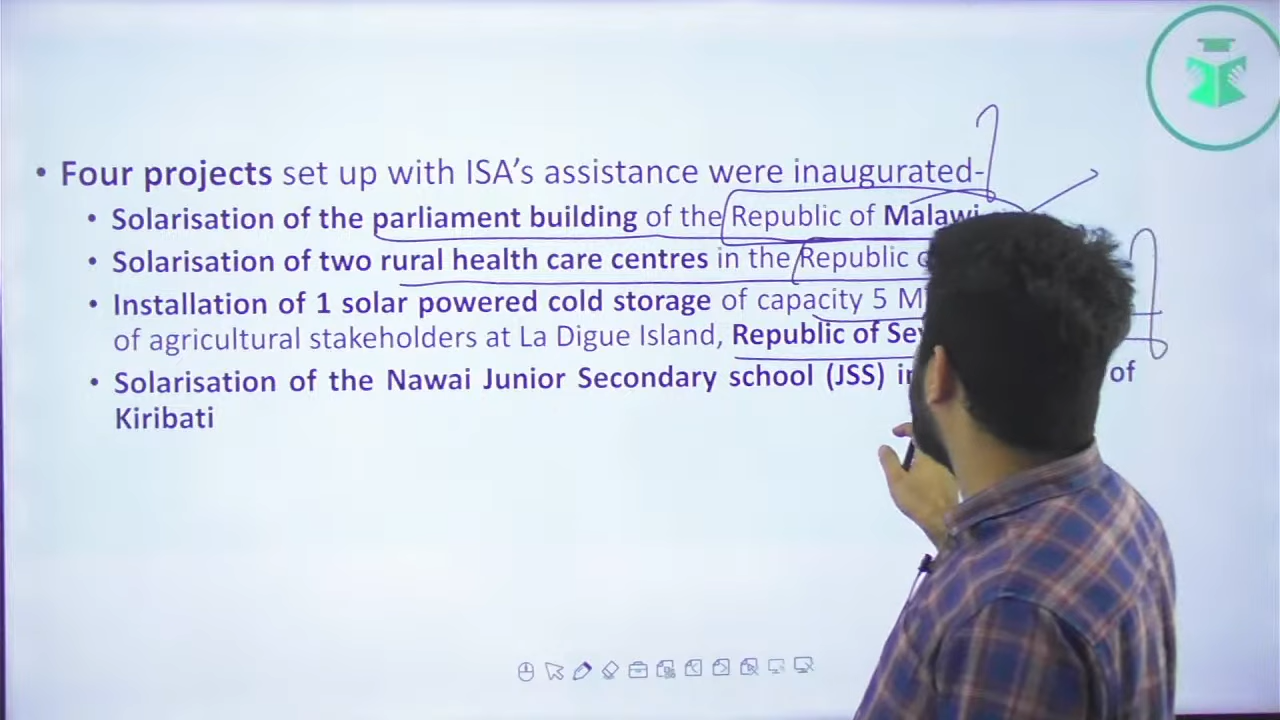 • Four projects set up with ISA's assistance were inaugurated-
• Solarisation of the parliament building of the Republic of Malawi
• Solarisation of two rural health care centres in the Republic
• Installation of 1 solar powered cold storage of capacity 5
of agricultural stakeholders at La Digue Island, Republic of
• Solarisation of the Nawai Junior Secondary school (JSS) in of
Kiribati